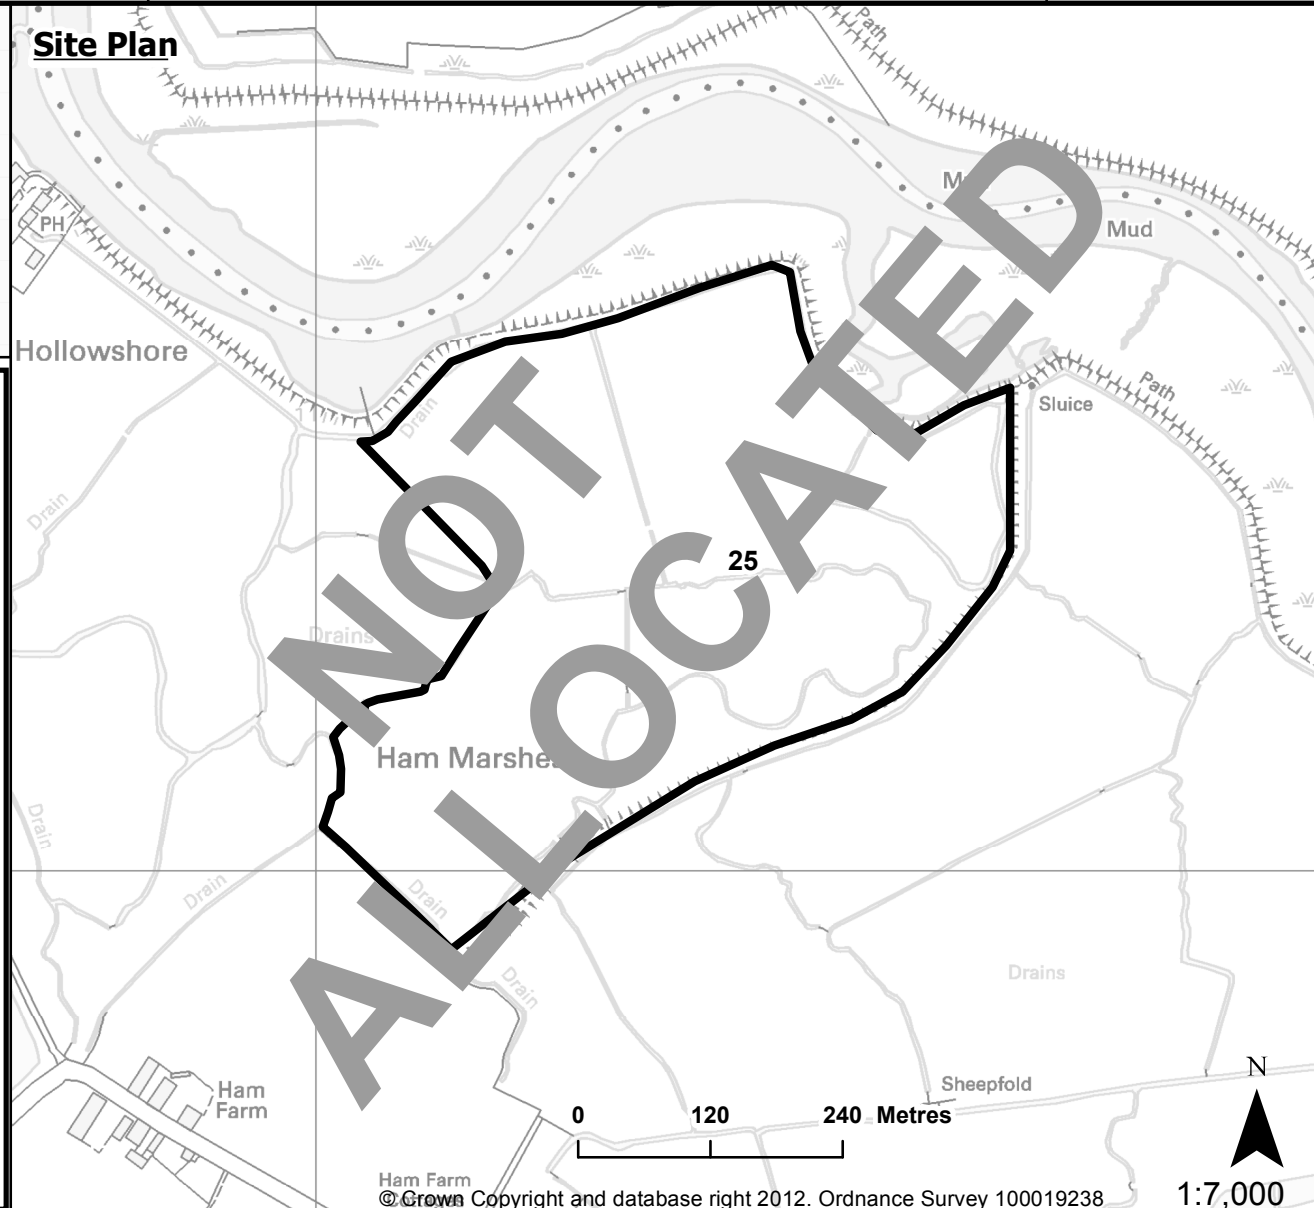 Site Plan
Path
PH
Mud
Hollowshore
Drain
Sluice
Path
Drain
25
Drains
NOT
ALLOCATED
Ham Marshes
Drain
Drain
Drain
Drain
Drains
Ham
Farm
Sheepfold
0 120 240 Metres
N
Ham Farm
Cottages
© Crown Copyright and database right 2012. Ordnance Survey 100019238
1:7,000